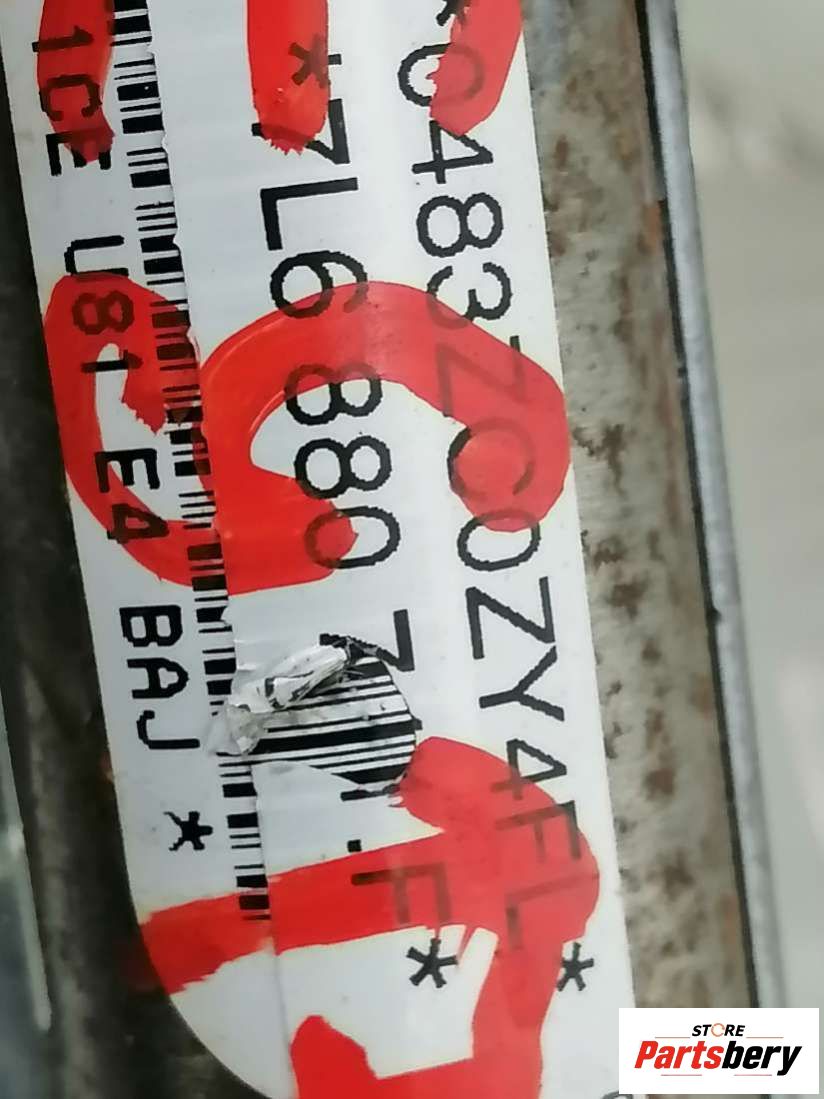 *0483ZC0ZY4FL*
*7L6 880 7
.F*
1CE U81 E4 BAJ *
STORE
Partsbery